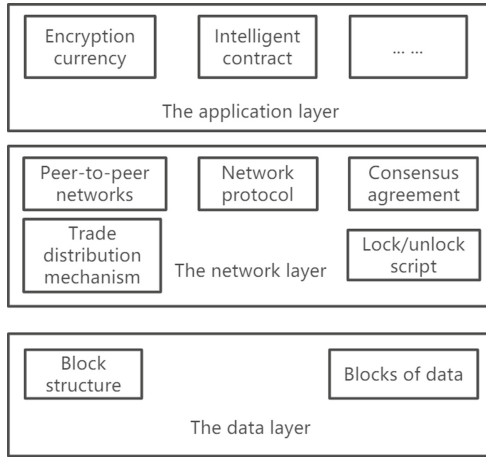 Encryption
currency
Intelligent
contract
... ...
The application layer
Peer-to-peer
networks
Network
protocol
Consensus
agreement
Trade
distribution
mechanism
The network layer
Lock/unlock
script
Block
structure
Blocks of data
The data layer